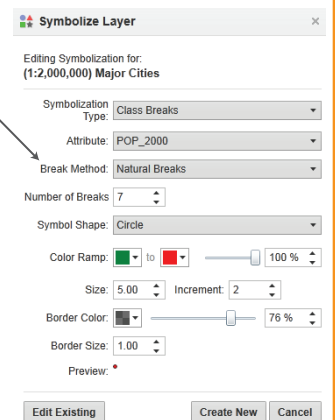 Symbolize Layer ×
Editing Symbolization for:
(1:2,000,000) Major Cities
Symbolization Type: Class Breaks
Attribute: POP_2000
Break Method: Natural Breaks
Number of Breaks 7
Symbol Shape: Circle
Color Ramp: to 100 %
Size: 5.00 Increment: 2
Border Color: 76 %
Border Size: 1.00
Preview:
Edit Existing Create New Cancel